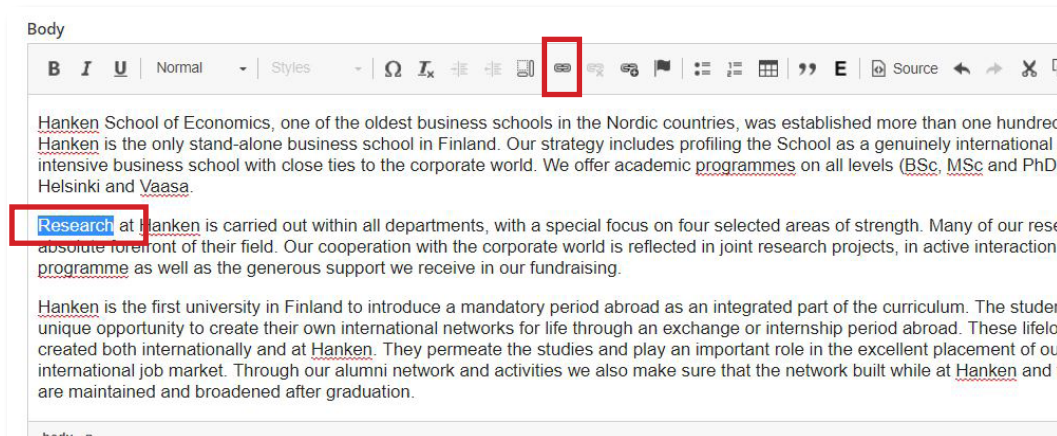 Body
B I U Normal Styles Ω Ix E Source
Hanken School of Economics, one of the oldest business schools in the Nordic countries, was established more than one hundred
Hanken is the only stand-alone business school in Finland. Our strategy includes profiling the School as a genuinely international
intensive business school with close ties to the corporate world. We offer academic programmes on all levels (BSc, MSc and PhD
Helsinki and Vaasa.
Research at Hanken is carried out within all departments, with a special focus on four selected areas of strength. Many of our rese
absolute forefront of their field. Our cooperation with the corporate world is reflected in joint research projects, in active interaction
programme as well as the generous support we receive in our fundraising.
Hanken is the first university in Finland to introduce a mandatory period abroad as an integrated part of the curriculum. The studen
unique opportunity to create their own international networks for life through an exchange or internship period abroad. These lifelo
created both internationally and at Hanken. They permeate the studies and play an important role in the excellent placement of ou
international job market. Through our alumni network and activities we also make sure that the network built while at Hanken and
are maintained and broadened after graduation.